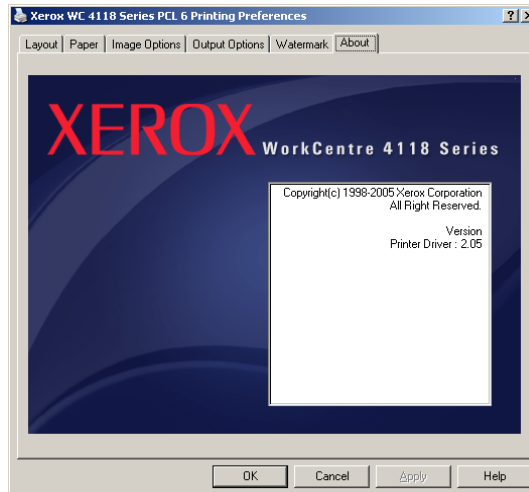 Xerox WC 4118 Series PCL 6 Printing Preferences
Layout Paper Image Options Output Options Watermark About
XEROX
WorkCentre 4118 Series
Copyright(c) 1998-2005 Xerox Corporation
All Right Reserved.
Version
Printer Driver : 2.05
OK Cancel Apply Help